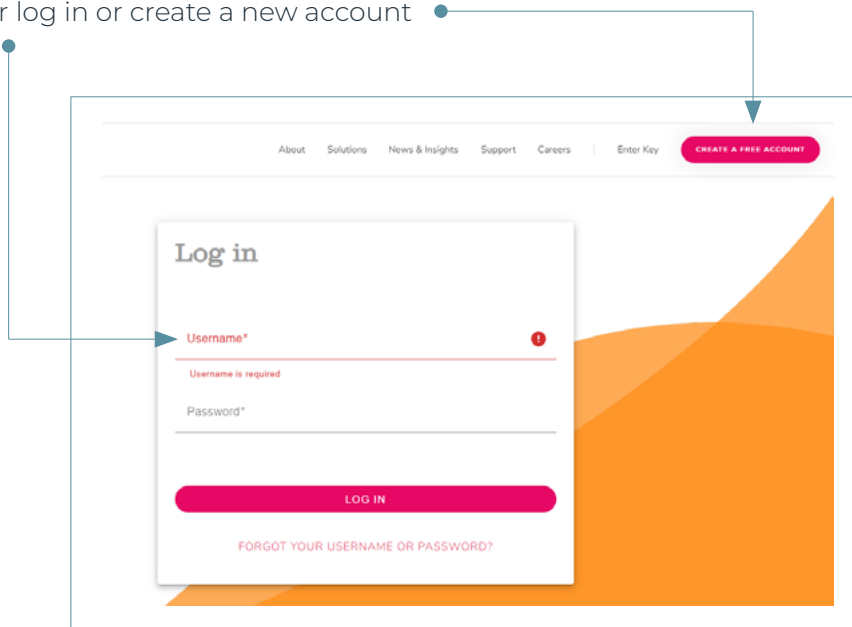 r log in or create a new account
About Solutions News & Insights Support Careers | Enter Key CREATE A FREE ACCOUNT
Log in
Username*
Username is required
Password*
LOG IN
FORGOT YOUR USERNAME OR PASSWORD?